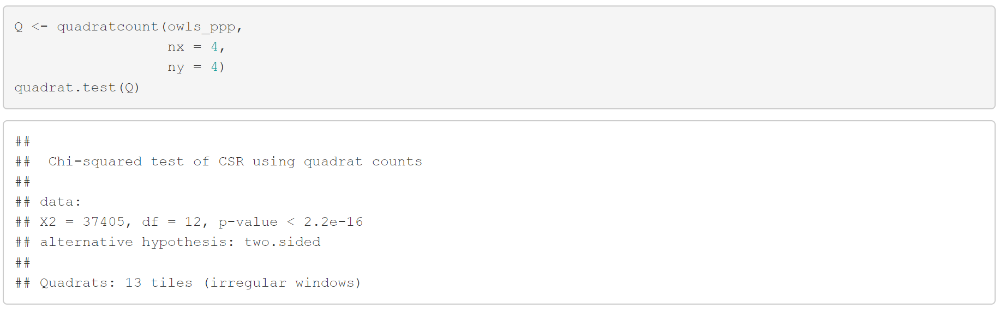 Q <- quadratcount(owls_ppp,
                  nx = 4,
                  ny = 4)
quadrat.test(Q)
##
##  Chi-squared test of CSR using quadrat counts
##
## data:
## X2 = 37405, df = 12, p-value < 2.2e-16
## alternative hypothesis: two.sided
##
## Quadrats: 13 tiles (irregular windows)